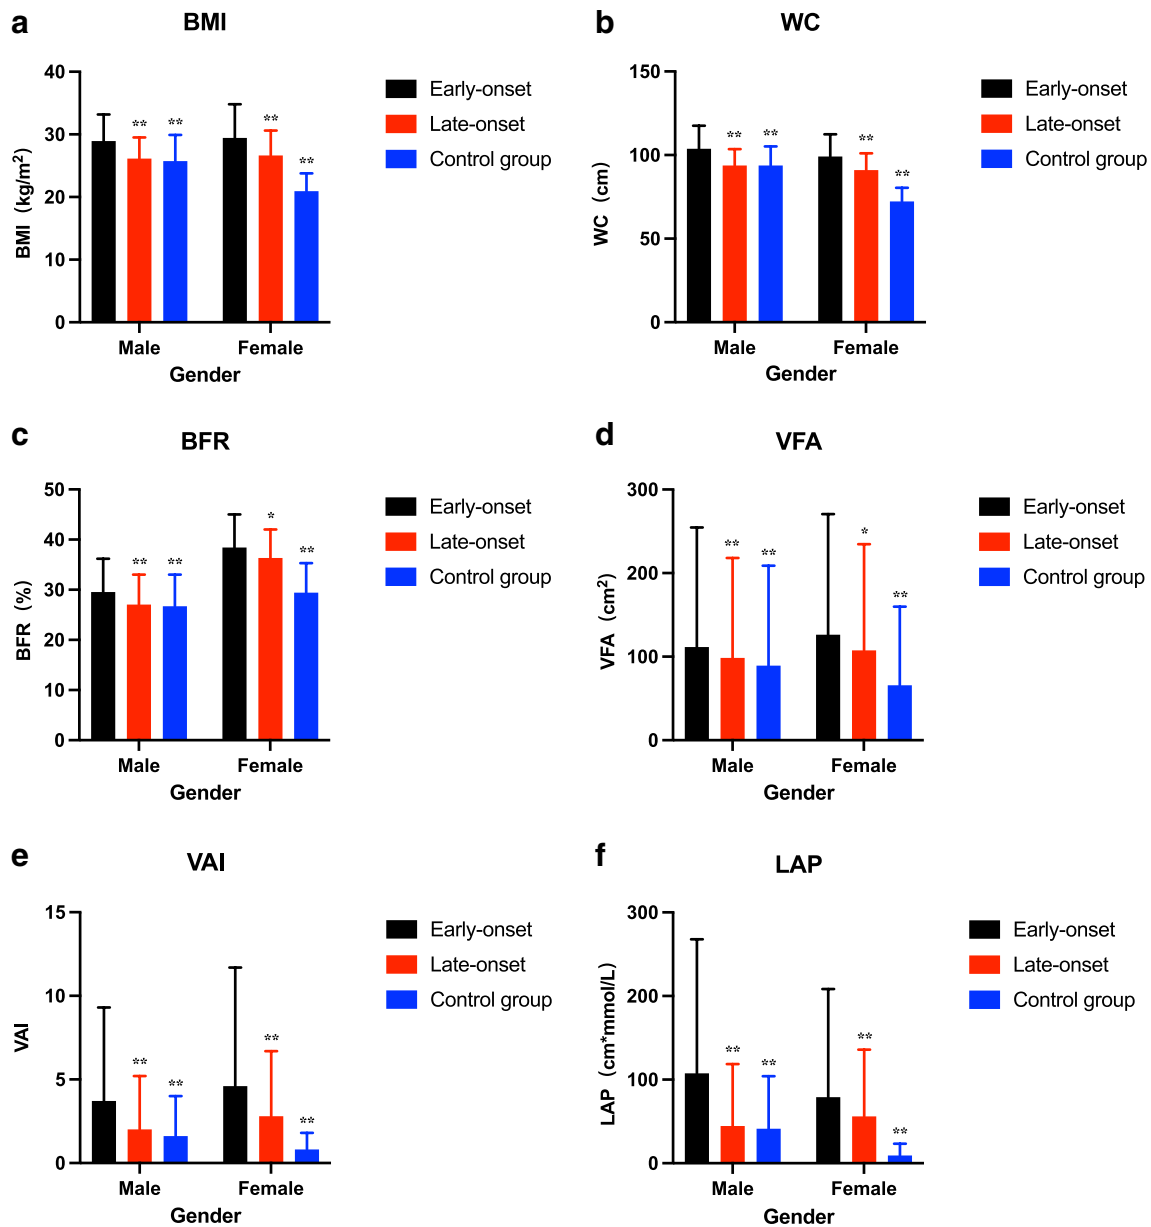 a
BMI
40
30
20
10
0
BMI (kg/m²)
** ** ** **
Male Female
Gender
Early-onset
Late-onset
Control group
b
WC
150
100
50
0
WC (cm)
** ** ** **
Male Female
Gender
Early-onset
Late-onset
Control group
c
BFR
50
40
30
20
10
0
BFR (%)
** ** * **
Male Female
Gender
Early-onset
Late-onset
Control group
d
VFA
300
200
100
0
VFA (cm²)
** ** * **
Male Female
Gender
Early-onset
Late-onset
Control group
e
VAI
15
10
5
0
VAI
** ** ** **
Male Female
Gender
Early-onset
Late-onset
Control group
f
LAP
300
200
100
0
LAP (cm*mmol/L)
** ** ** **
Male Female
Gender
Early-onset
Late-onset
Control group